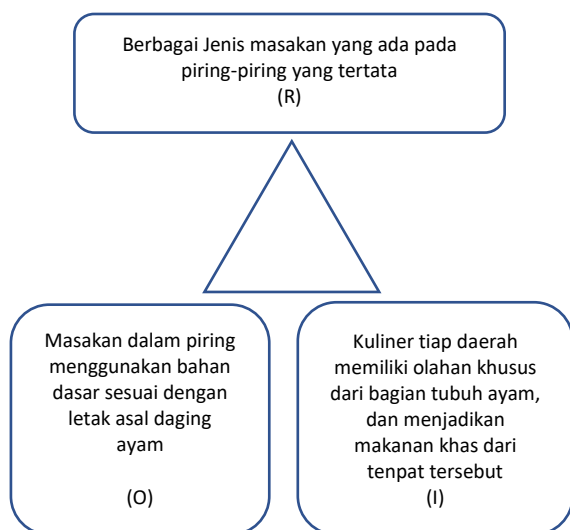 Berbagai Jenis masakan yang ada pada
piring-piring yang tertata
(R)
Masakan dalam piring
menggunakan bahan
dasar sesuai dengan
letak asal daging
ayam
(O)
Kuliner tiap daerah
memiliki olahan khusus
dari bagian tubuh ayam,
dan menjadikan
makanan khas dari
tenpat tersebut
(I)